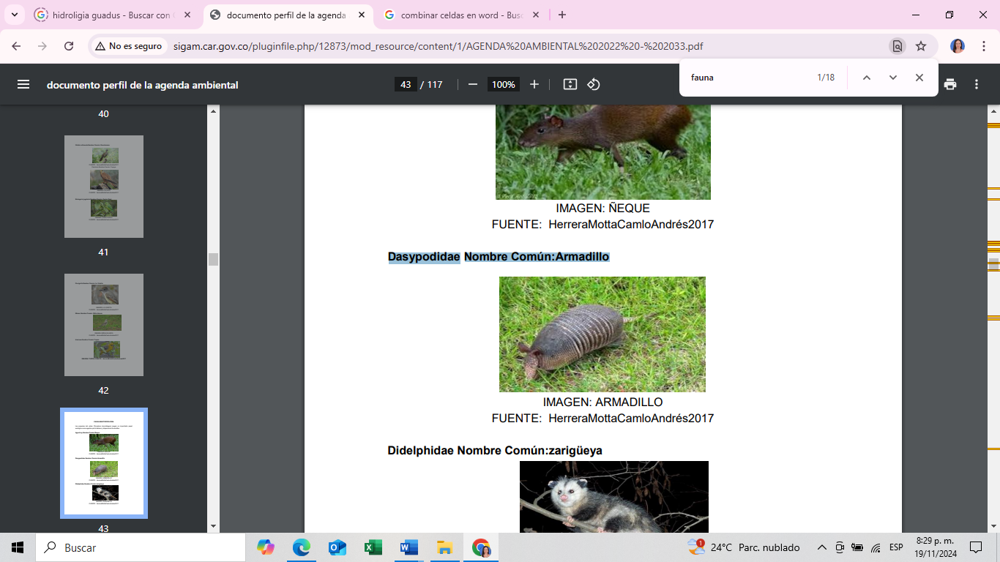 hidroligia guadus - Buscar con
documento perfil de la agenda
combinar celdas en word - Bus
No es seguro
sigam.car.gov.co/pluginfile.php/12873/mod_resource/content/1/AGENDA%20AMBIENTAL%202022%20-%202033.pdf
fauna
1/18
documento perfil de la agenda ambiental
43 / 117
100%
40
41
42
43
IMAGEN: ÑEQUE
FUENTE: HerreraMottaCamloAndrés2017
Dasypodidae Nombre Común:Armadillo
IMAGEN: ARMADILLO
FUENTE: HerreraMottaCamloAndrés2017
Didelphidae Nombre Común:zarigüeya
Buscar
1
24°C Parc. nublado
ESP
8:29 p. m.
19/11/2024